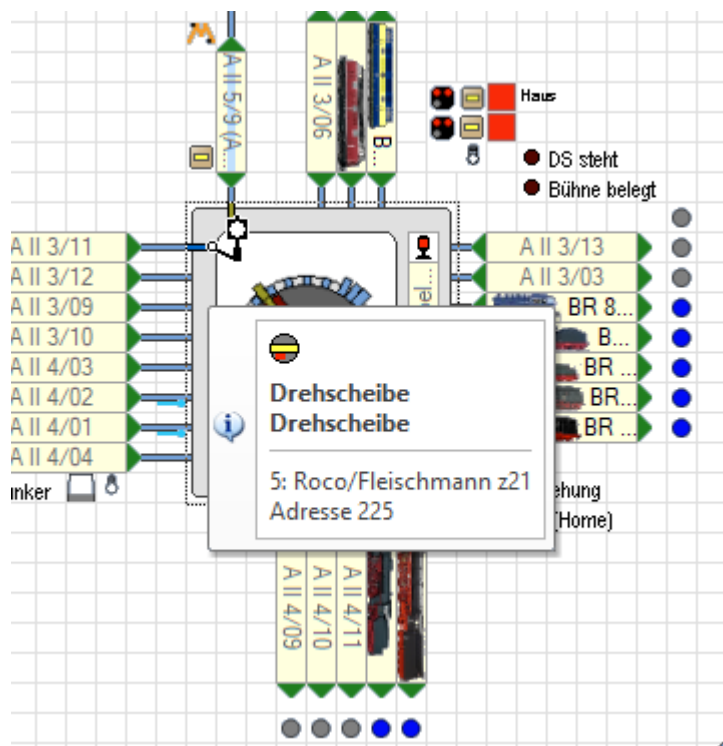 A II 5/9 (A...
A II 3/06
B...
Haus
DS steht
Bühne belegt
A II 3/11
A II 3/12
A II 3/09
A II 3/10
A II 4/03
A II 4/02
A II 4/01
A II 4/04
nker
A II 3/13
A II 3/03
BR 8...
B...
BR ...
BR...
BR ...
el...
Drehscheibe
Drehscheibe
5: Roco/Fleischmann z21
Adresse 225
ehung
(Home)
A II 4/09
A II 4/10
A II 4/11